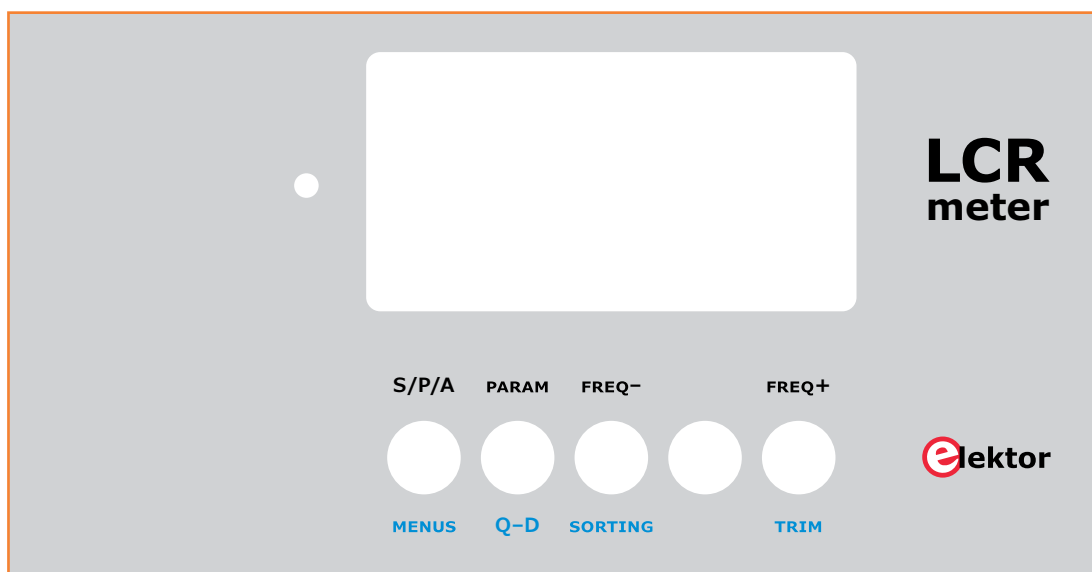 LCR
meter
S/P/A PARAM FREQ– FREQ+
elektor
MENUS Q–D SORTING TRIM